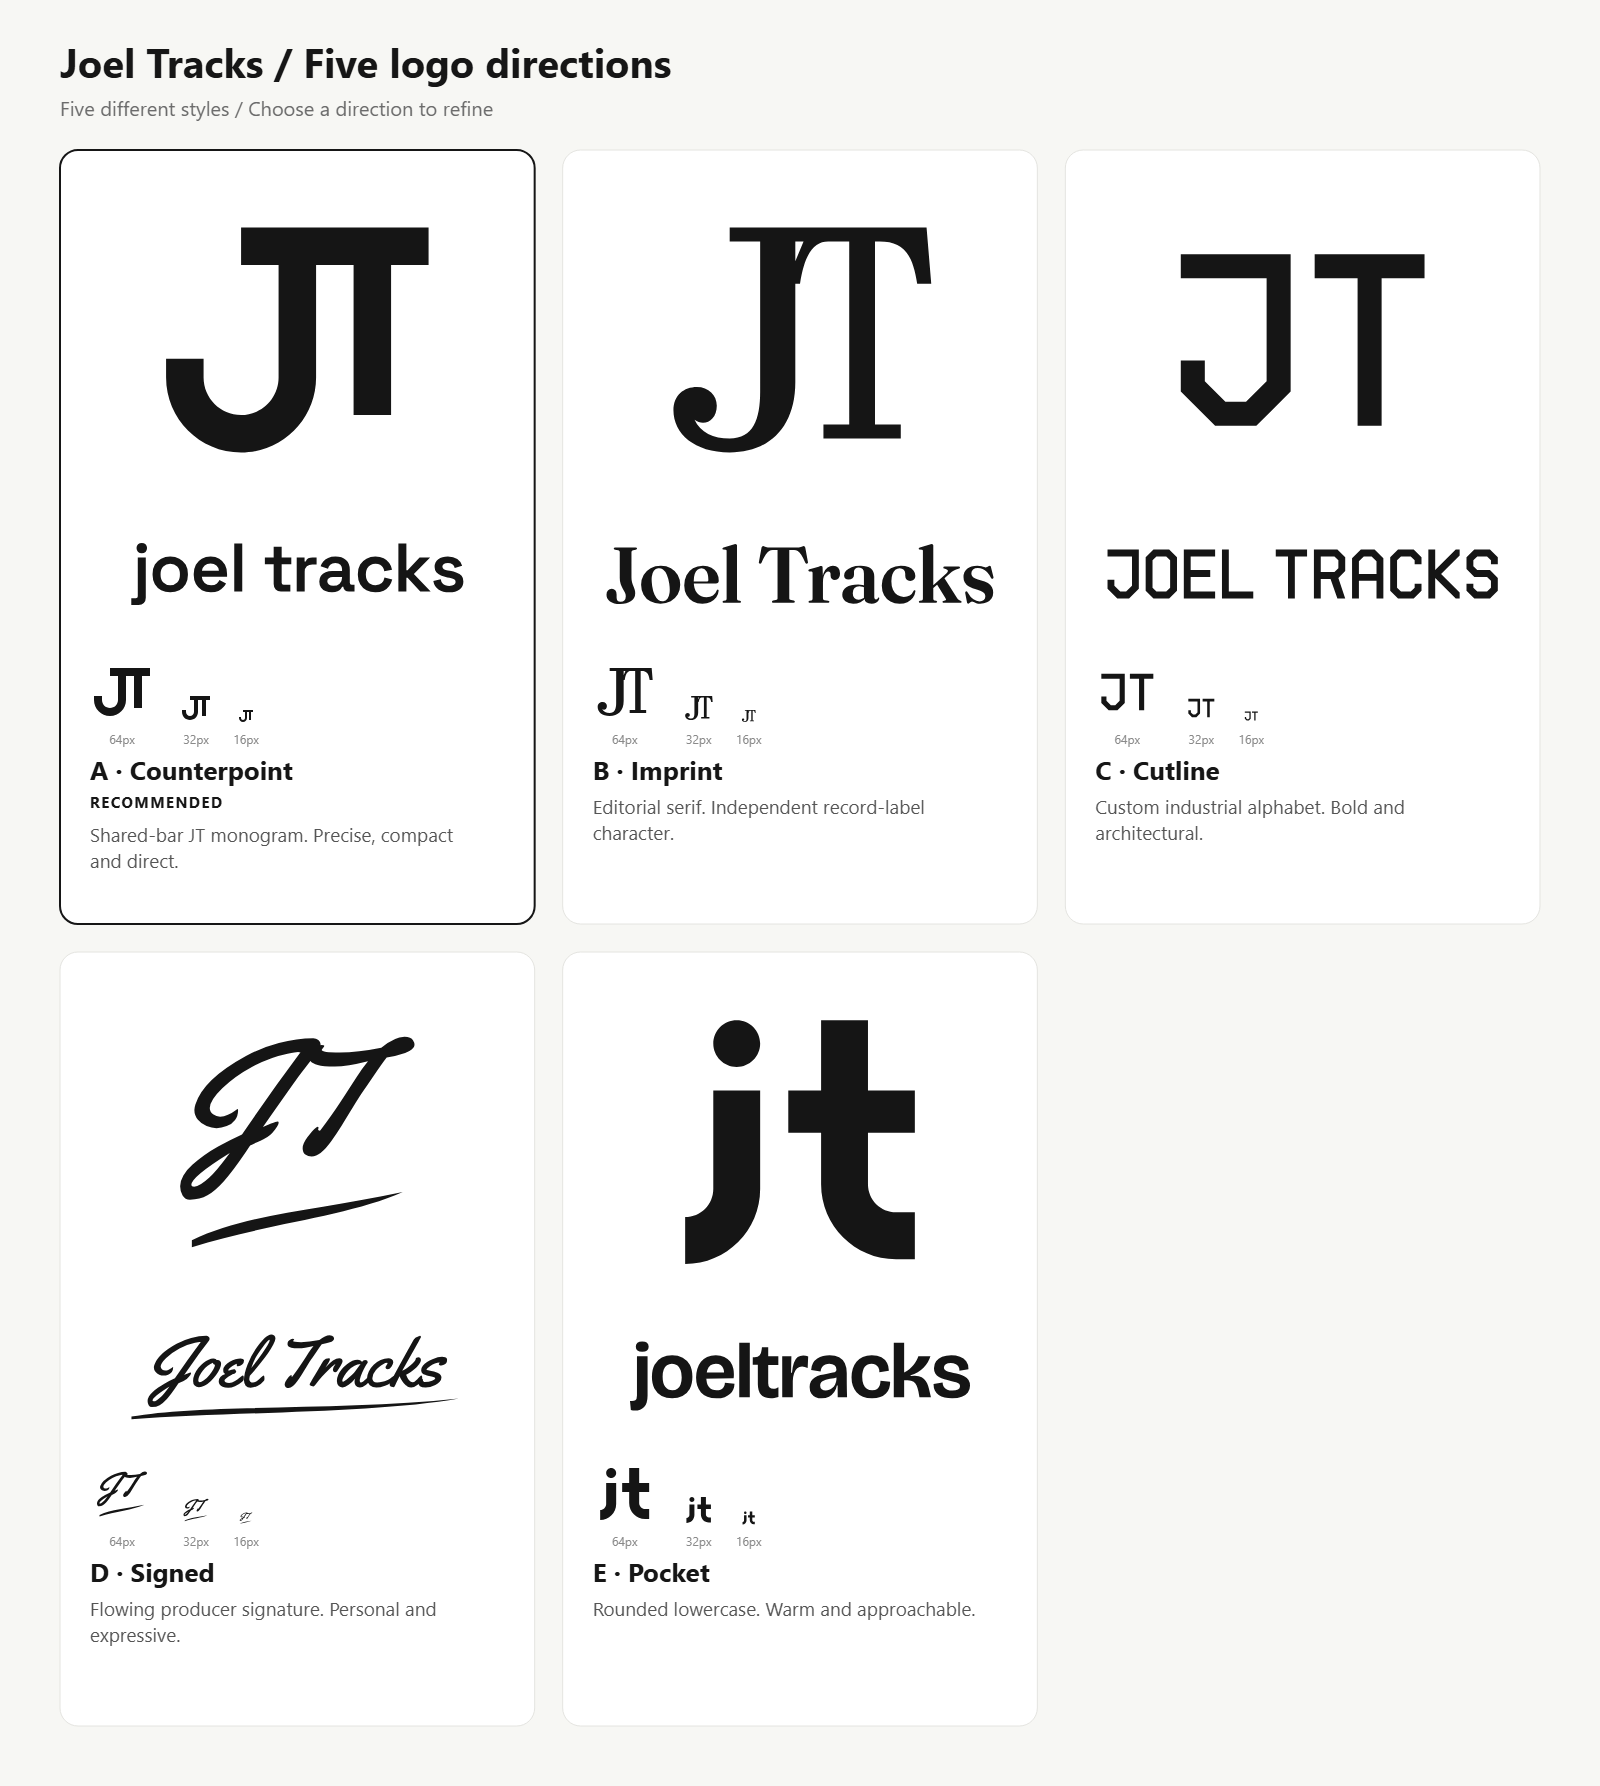 Joel Tracks / Five logo directions
Five different styles / Choose a direction to refine
JT
joel tracks
JT JT JT
64px 32px 16px
A · Counterpoint
RECOMMENDED
Shared-bar JT monogram. Precise, compact
and direct.
JT
Joel Tracks
JT JT JT
64px 32px 16px
B · Imprint
Editorial serif. Independent record-label
character.
JT
JOEL TRACKS
JT JT JT
64px 32px 16px
C · Cutline
Custom industrial alphabet. Bold and
architectural.
JT
Joel Tracks
JT JT JT
64px 32px 16px
D · Signed
Flowing producer signature. Personal and
expressive.
jt
joeltracks
jt jt jt
64px 32px 16px
E · Pocket
Rounded lowercase. Warm and approachable.